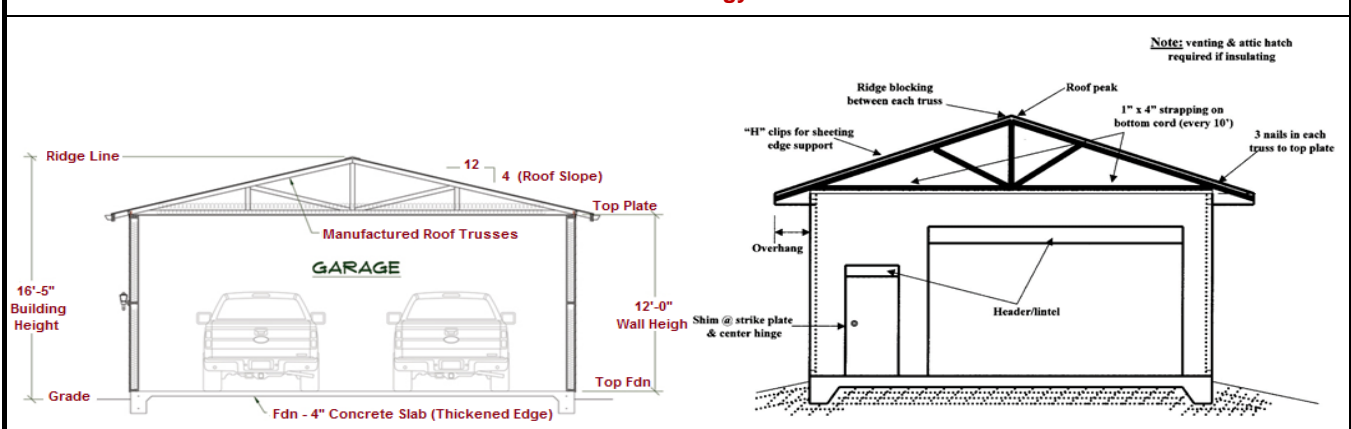 Ridge Line
12
4 (Roof Slope)
Top Plate
Manufactured Roof Trusses
GARAGE
16'-5"
Building
Height
12'-0"
Wall Heigh
Top Fdn
Grade
Fdn - 4" Concrete Slab (Thickened Edge)
Note: venting & attic hatch
required if insulating
Ridge blocking
between each truss
Roof peak
1" x 4" strapping on
bottom cord (every 10')
"H" clips for sheeting
edge support
3 nails in each
truss to top plate
Overhang
Header/lintel
Shim @ strike plate
& center hinge